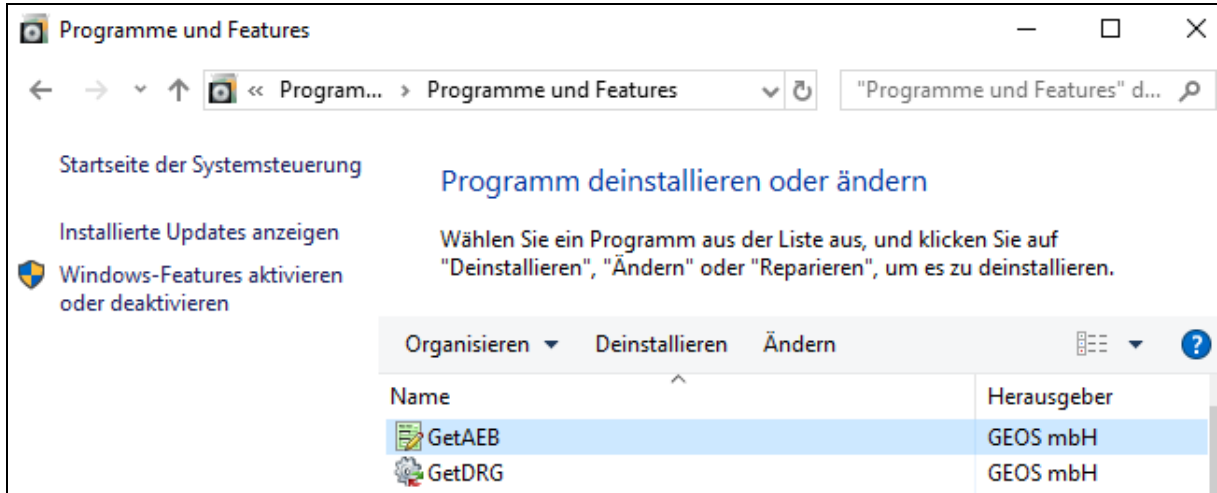 Programme und Features
« Program... › Programme und Features
"Programme und Features" d...
Startseite der Systemsteuerung
Installierte Updates anzeigen
Windows-Features aktivieren
oder deaktivieren
Programm deinstallieren oder ändern
Wählen Sie ein Programm aus der Liste aus, und klicken Sie auf
"Deinstallieren", "Ändern" oder "Reparieren", um es zu deinstallieren.
Organisieren Deinstallieren Ändern ?
Name Herausgeber
GetAEB GEOS mbH
GetDRG GEOS mbH